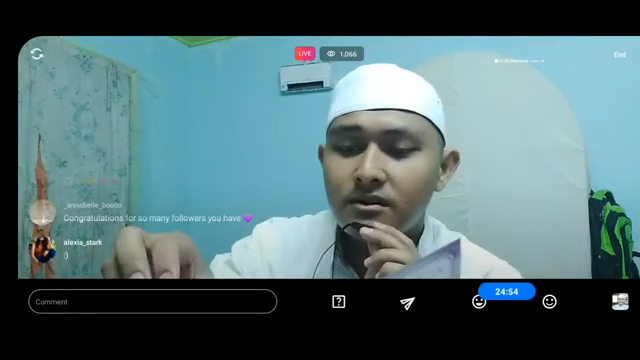 LIVE
1,066
End
_annabelle_bosco
Congratulations for so many followers you have 💜
alexis_stark
:)
Comment
24:54